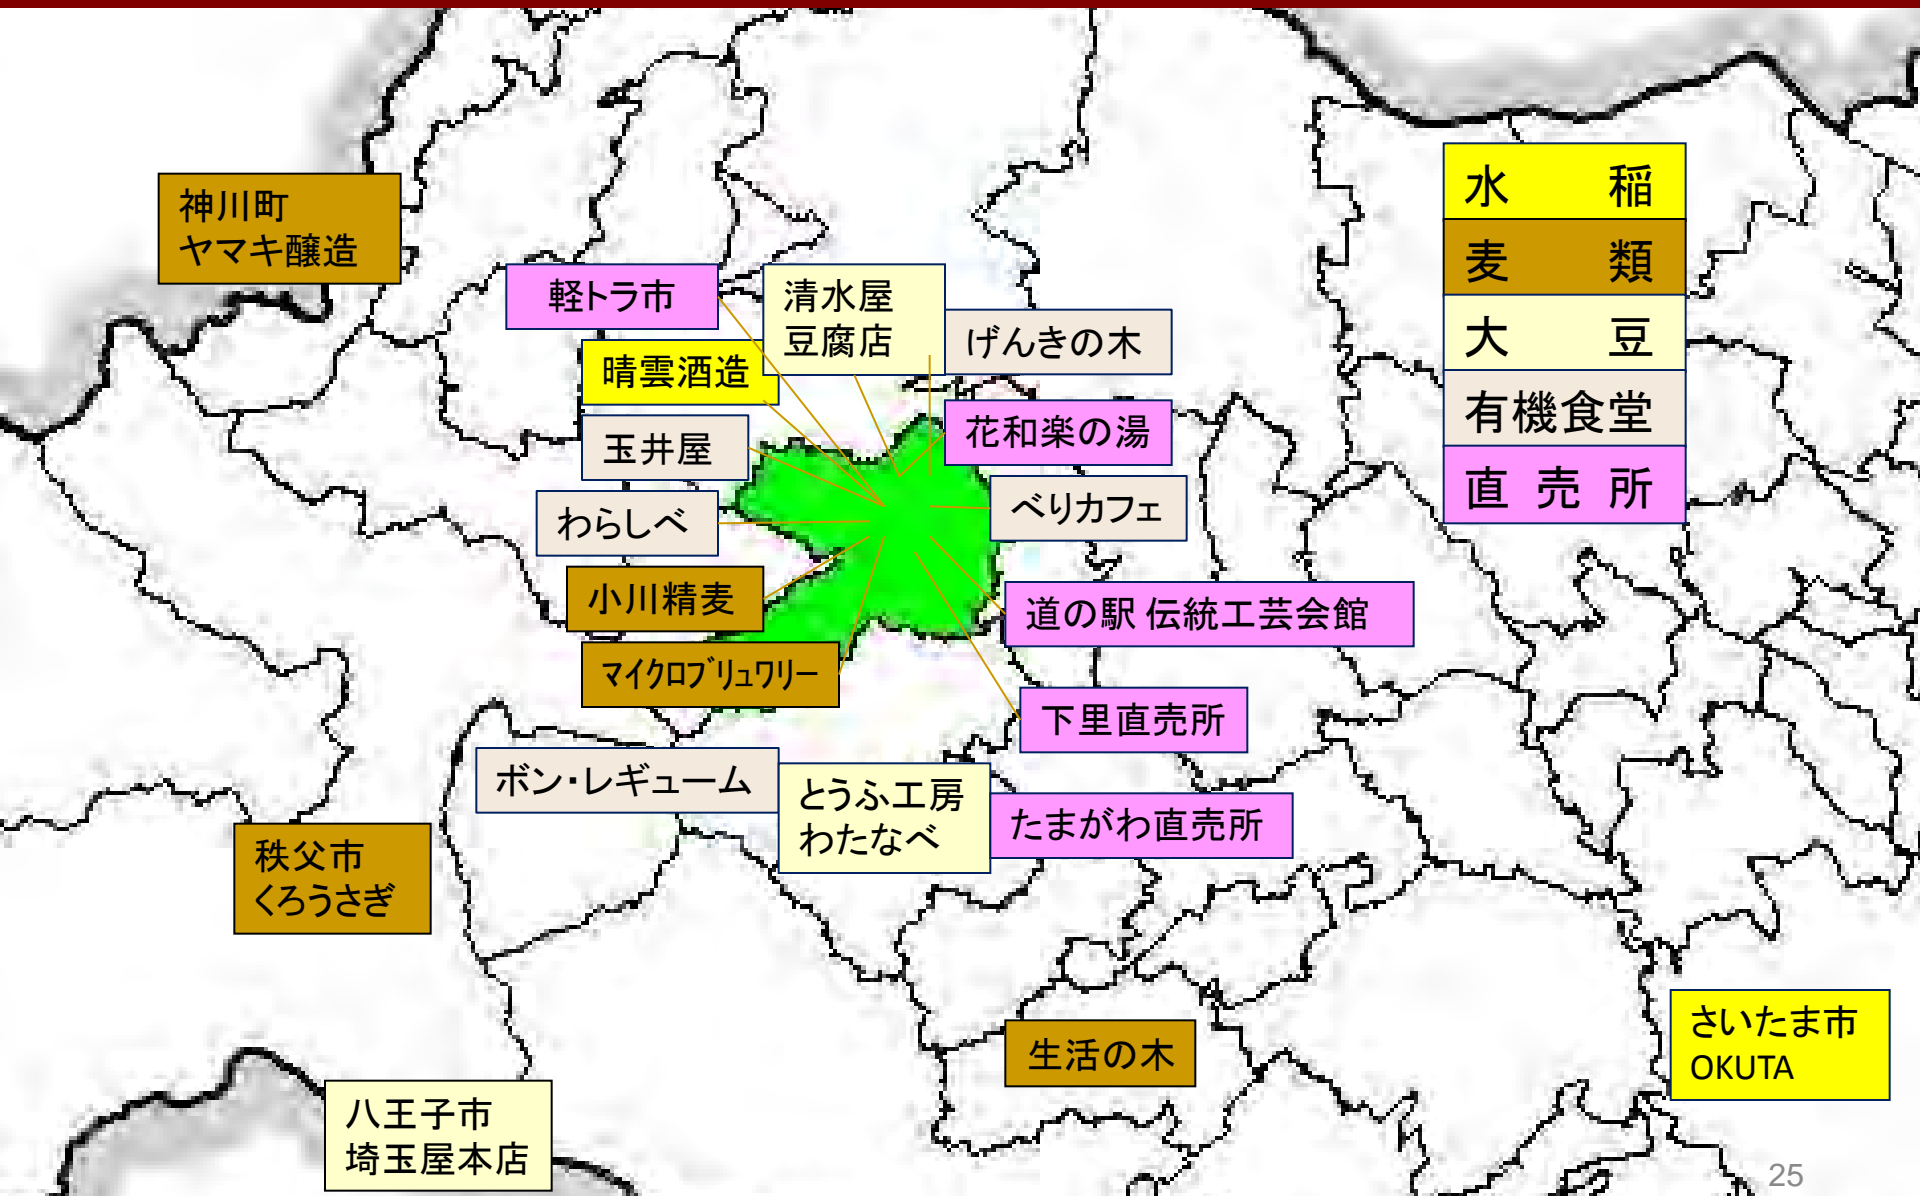 神川町
ヤマキ醸造
軽トラ市
清水屋
豆腐店
げんきの木
晴雲酒造
花和楽の湯
玉井屋
べりカフェ
わらしべ
小川精麦
道の駅 伝統工芸会館
マイクロブリュワリー
下里直売所
ボン・レギューム
とうふ工房
わたなべ
たまがわ直売所
秩父市
くろうさぎ
生活の木
さいたま市
OKUTA
八王子市
埼玉屋本店
水 稲
麦 類
大 豆
有機食堂
直 売 所
25